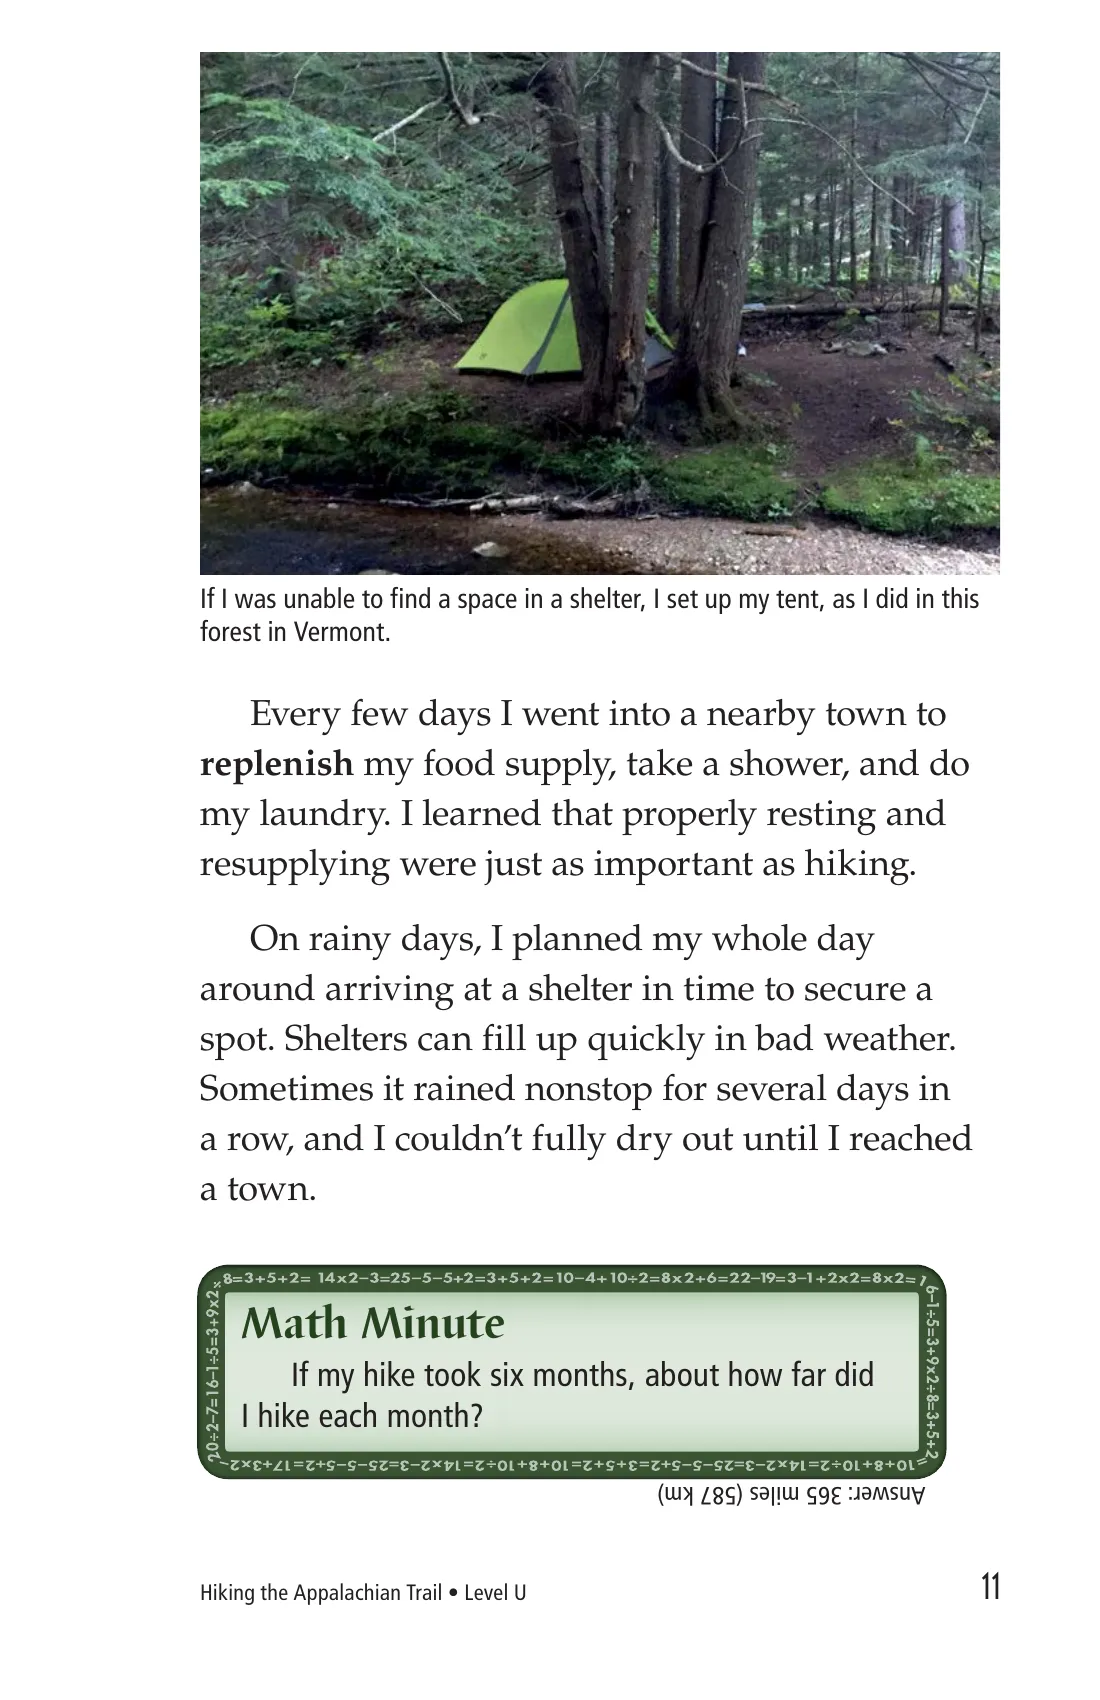 If I was unable to find a space in a shelter, I set up my tent, as I did in this
forest in Vermont.
Every few days I went into a nearby town to
replenish my food supply, take a shower, and do
my laundry. I learned that properly resting and
resupplying were just as important as hiking.
On rainy days, I planned my whole day
around arriving at a shelter in time to secure a
spot. Shelters can fill up quickly in bad weather.
Sometimes it rained nonstop for several days in
a row, and I couldn’t fully dry out until I reached
a town.
8=3+5+2= 14x2–3=25–5–5+2=3+5+2=10–4+10÷2=8x2+6=22–19=3–1+2x2=8x2=1
6–1÷5=3+9x2÷8=3+5+2
20÷2–7=16–1÷5=3+9x2x
Math Minute
If my hike took six months, about how far did
I hike each month?
=10+8+10÷2=14x2–3=25–5–5+2=3+5+2=10+8+10÷2=14x2–3=25–5–5+2=17+3x2–
Answer: 365 miles (587 km)
Hiking the Appalachian Trail • Level U
11